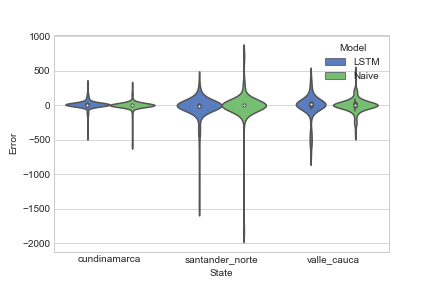 1000
500
0
−500
−1000
−1500
−2000
Error
Model
LSTM
Naive
cundinamarca
santander_norte
valle_cauca
State